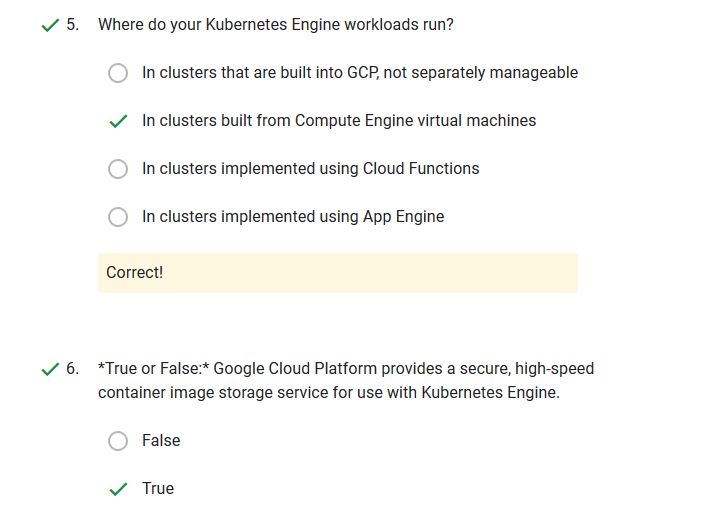 5. Where do your Kubernetes Engine workloads run?
In clusters that are built into GCP, not separately manageable
In clusters built from Compute Engine virtual machines
In clusters implemented using Cloud Functions
In clusters implemented using App Engine
Correct!
6. *True or False:* Google Cloud Platform provides a secure, high-speed
container image storage service for use with Kubernetes Engine.
False
True